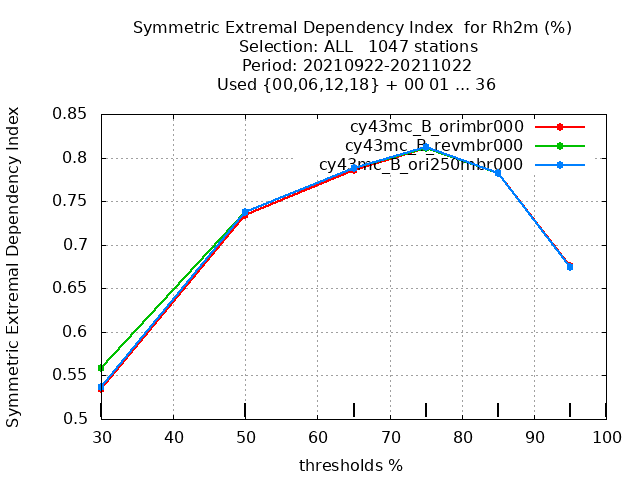 Symmetric Extremal Dependency Index  for Rh2m (%)
Selection: ALL   1047 stations
Period: 20210922-20211022
Used {00,06,12,18} + 00 01 ... 36
cy43mc_B_orimbr000
cy43mc_B_revmbr000
cy43mc_B_ori250mbr000
Symmetric Extremal Dependency Index
0.85
0.8
0.75
0.7
0.65
0.6
0.55
0.5
30 40 50 60 70 80 90 100
thresholds %